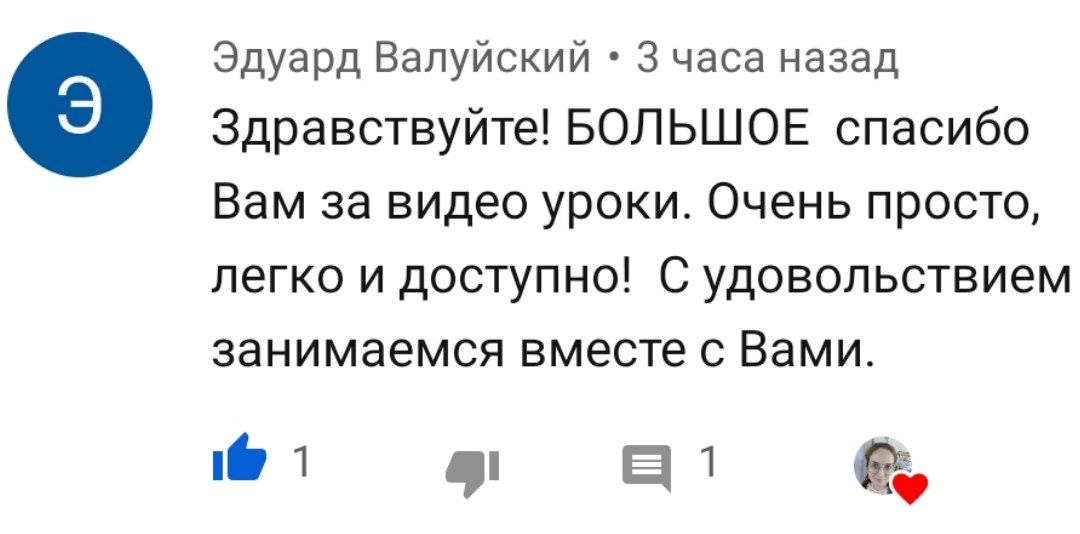 Э
Эдуард Валуйский • 3 часа назад
Здравствуйте! БОЛЬШОЕ спасибо
Вам за видео уроки. Очень просто,
легко и доступно! С удовольствием
занимаемся вместе с Вами.
1 1